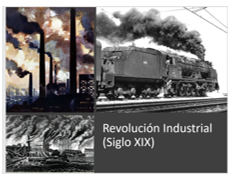 Revolución Industrial
(Siglo XIX)